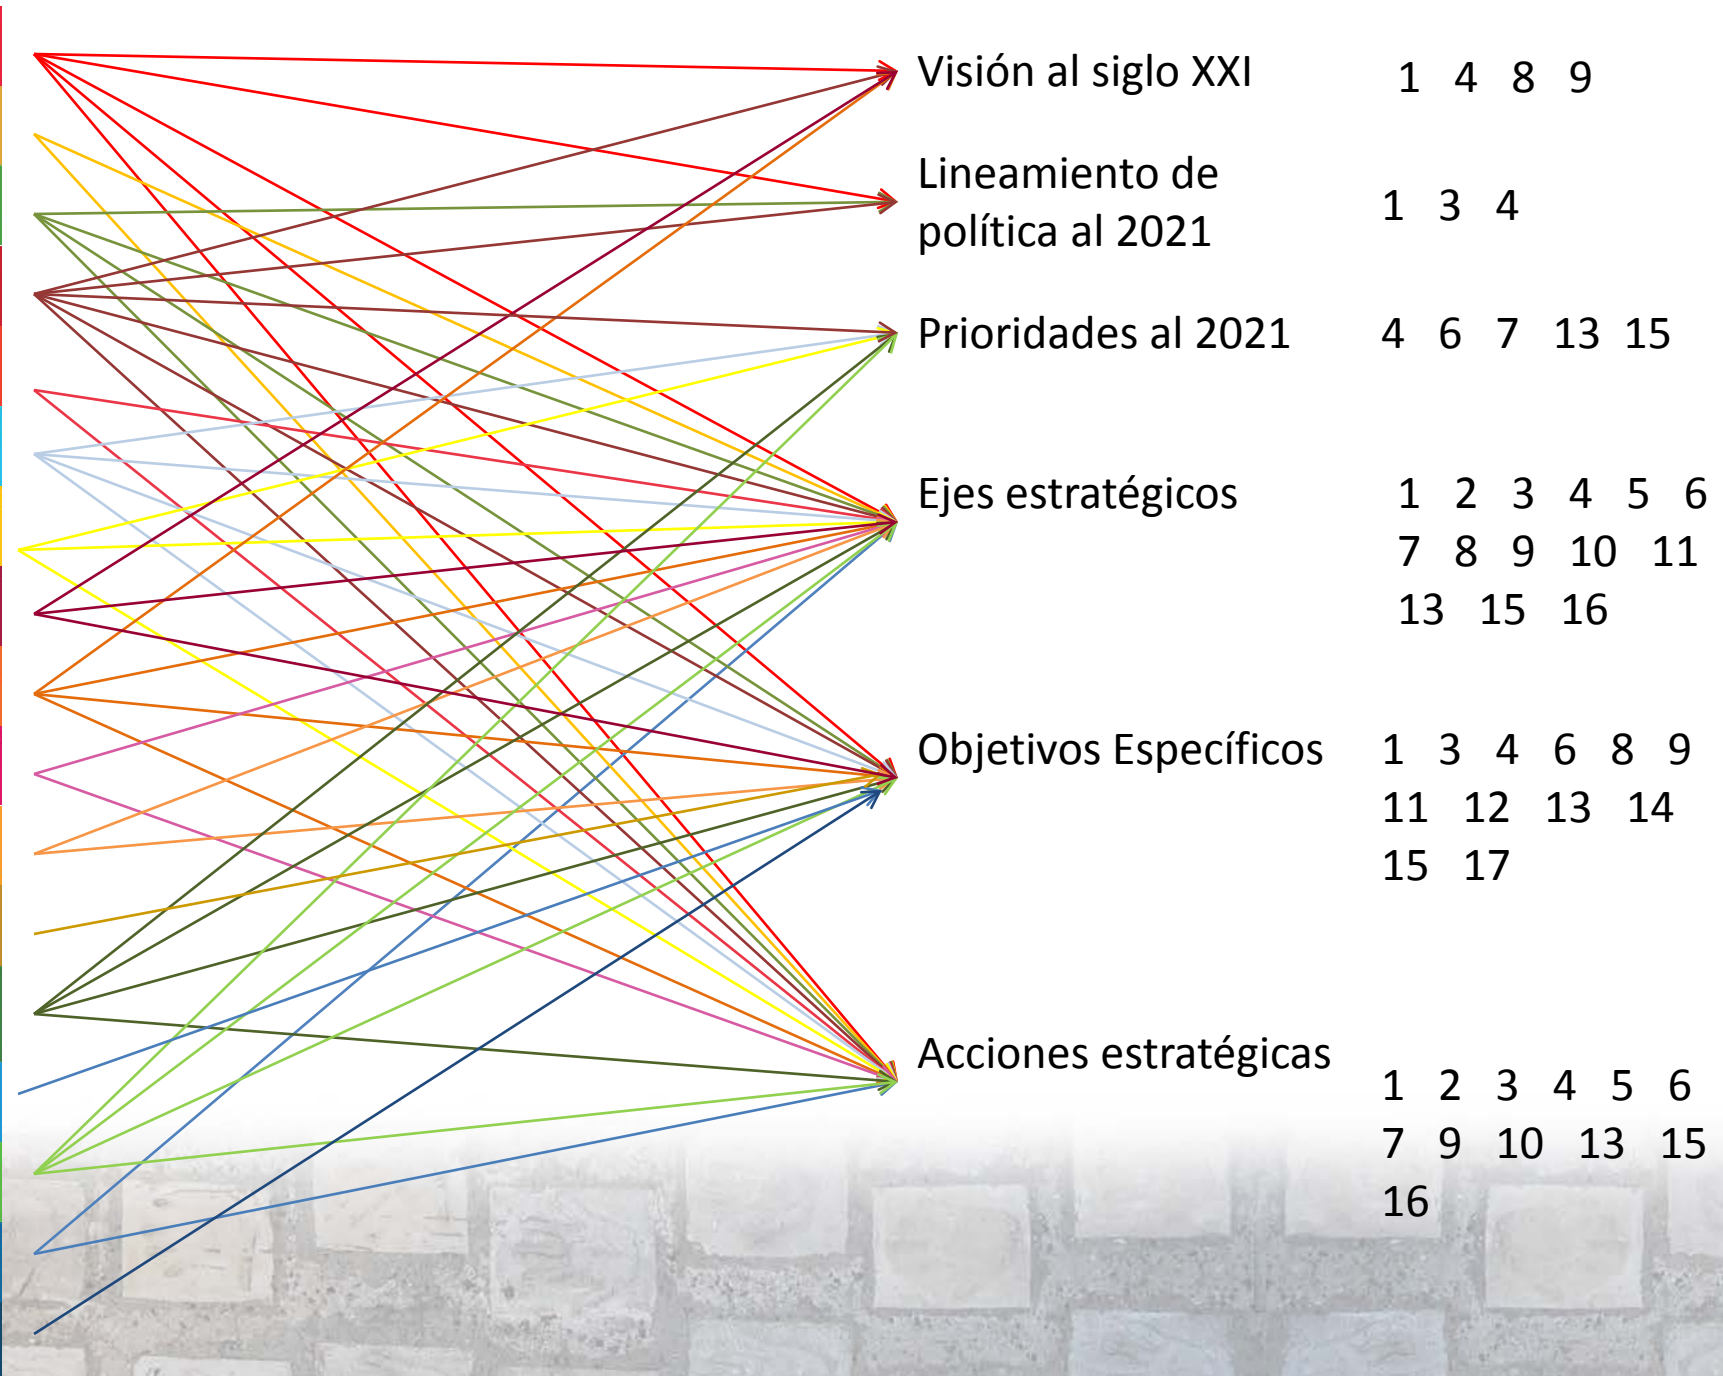 Visión al siglo XXI 1 4 8 9
Lineamiento de
política al 2021 1 3 4
Prioridades al 2021 4 6 7 13 15
Ejes estratégicos 1 2 3 4 5 6
7 8 9 10 11
13 15 16
Objetivos Específicos 1 3 4 6 8 9
11 12 13 14
15 17
Acciones estratégicas
1 2 3 4 5 6
7 9 10 13 15
16